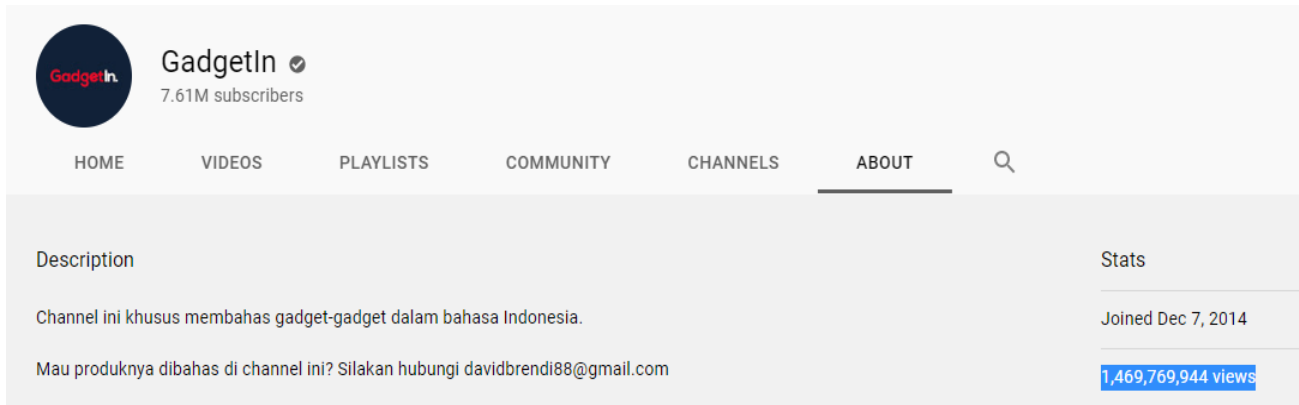 GadgetIn.
GadgetIn
7.61M subscribers
HOME VIDEOS PLAYLISTS COMMUNITY CHANNELS ABOUT
Description
Channel ini khusus membahas gadget-gadget dalam bahasa Indonesia.
Mau produknya dibahas di channel ini? Silakan hubungi davidbrendi88@gmail.com
Stats
Joined Dec 7, 2014
1,469,769,944 views